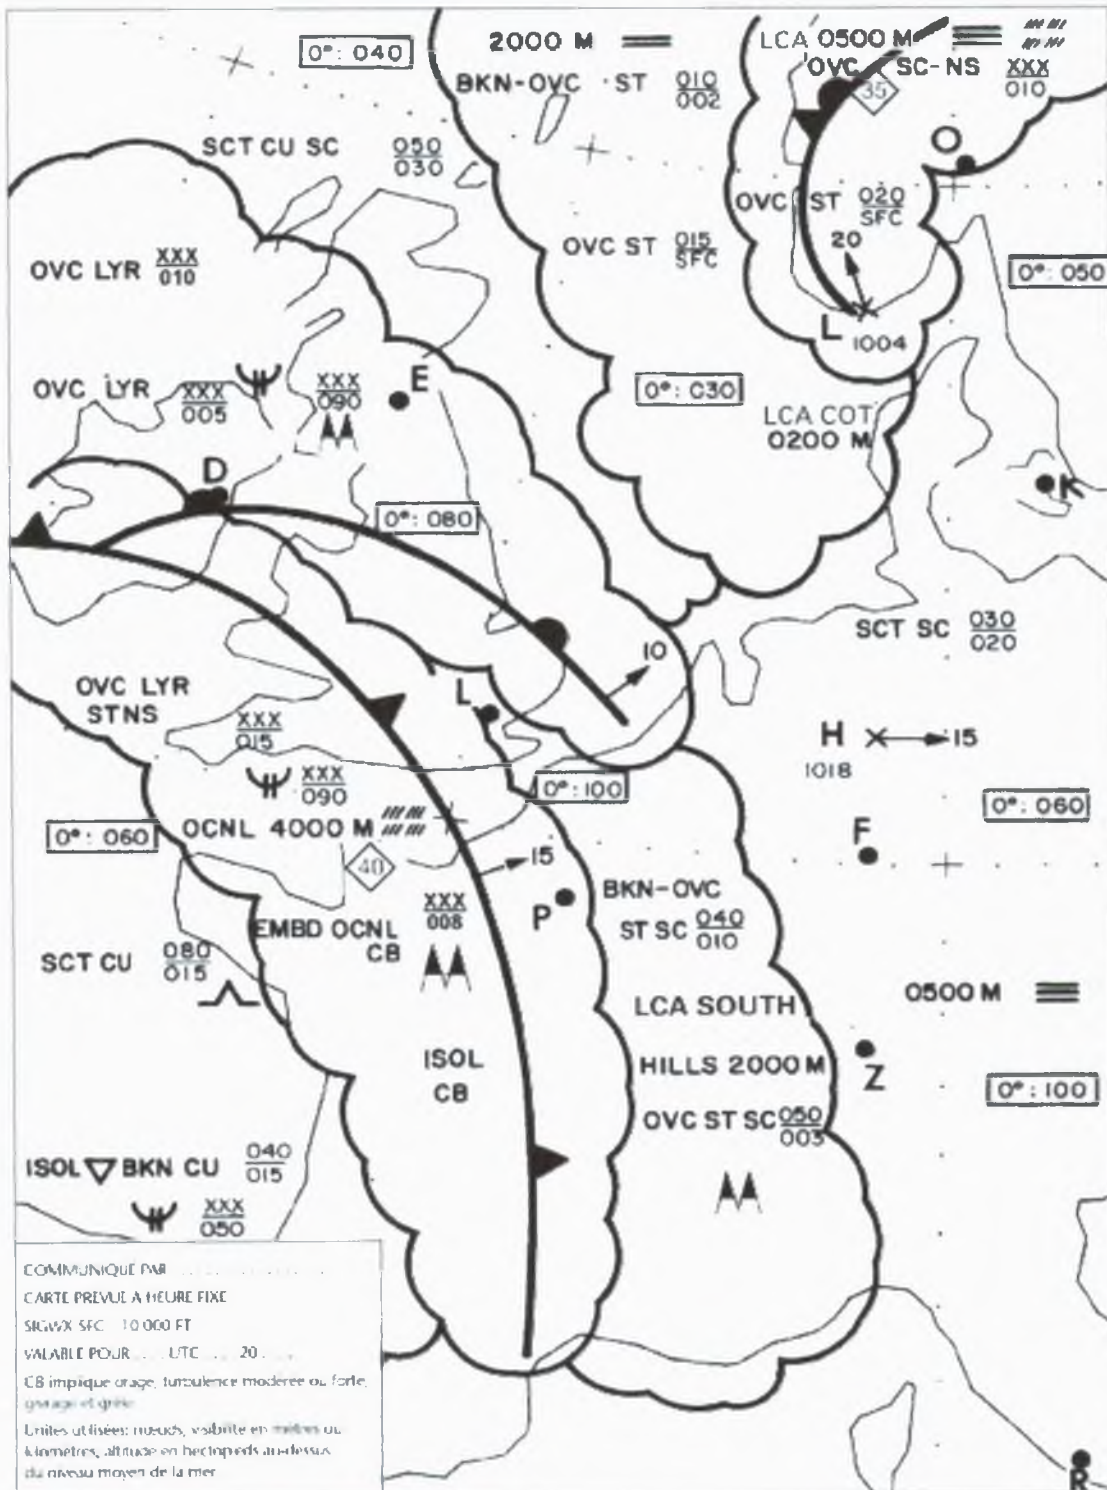 0°: 040
2000 M
LCA 0500 M
BKN-OVC ST 010
002
OVC SC-NS XXX
010
35
SCT CU SC 050
030
O
OVC ST 020
SFC
OVC ST 015
SFC
20
OVC LYR XXX
010
0°: 050
L 1004
OVC LYR XXX
005
XXX
090
E
0°: 030
LCA COT
0200 M
D
K
0°: 080
SCT SC 030
020
10
OVC LYR
STNS
L
XXX
015
H
15
1018
XXX
090
0°: 100
0°: 060
OCNL 4000 M
0°: 060
F
40
15
XXX
008
P
BKN-OVC
ST SC 040
010
EMBD OCNL
CB
SCT CU 080
015
0500 M
LCA SOUTH
ISOL
CB
HILLS 2000 M
Z
0°: 100
OVC ST SC 050
003
ISOL BKN CU 040
015
XXX
050
COMMUNIQUÉ PAR
CARTE PREVUE A HEURE FIXE
SIGWX SFC 10 000 FT
VALABLE POUR .... UTC .... 20 .
CB implique orage, turbulence modérée ou forte,
givrage et grêle
Unités utilisées: nœuds, visibilité en mètres ou
kilomètres, altitude en hectopieds au-dessus
du niveau moyen de la mer
R